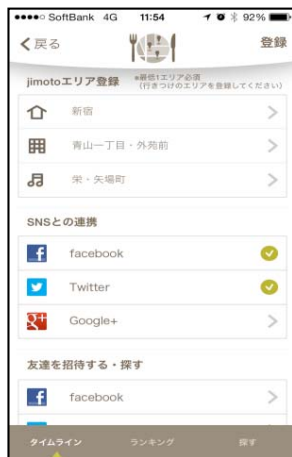 ●●●●○ SoftBank 4G 11:54 92%
戻る
登録
jimotoエリア登録 *最低1エリア必須
(行きつけのエリアを登録してください)
新宿
青山一丁目・外苑前
栄・矢場町
SNSとの連携
facebook
Twitter
Google+
友達を招待する・探す
facebook
タイムライン ランキング 探す